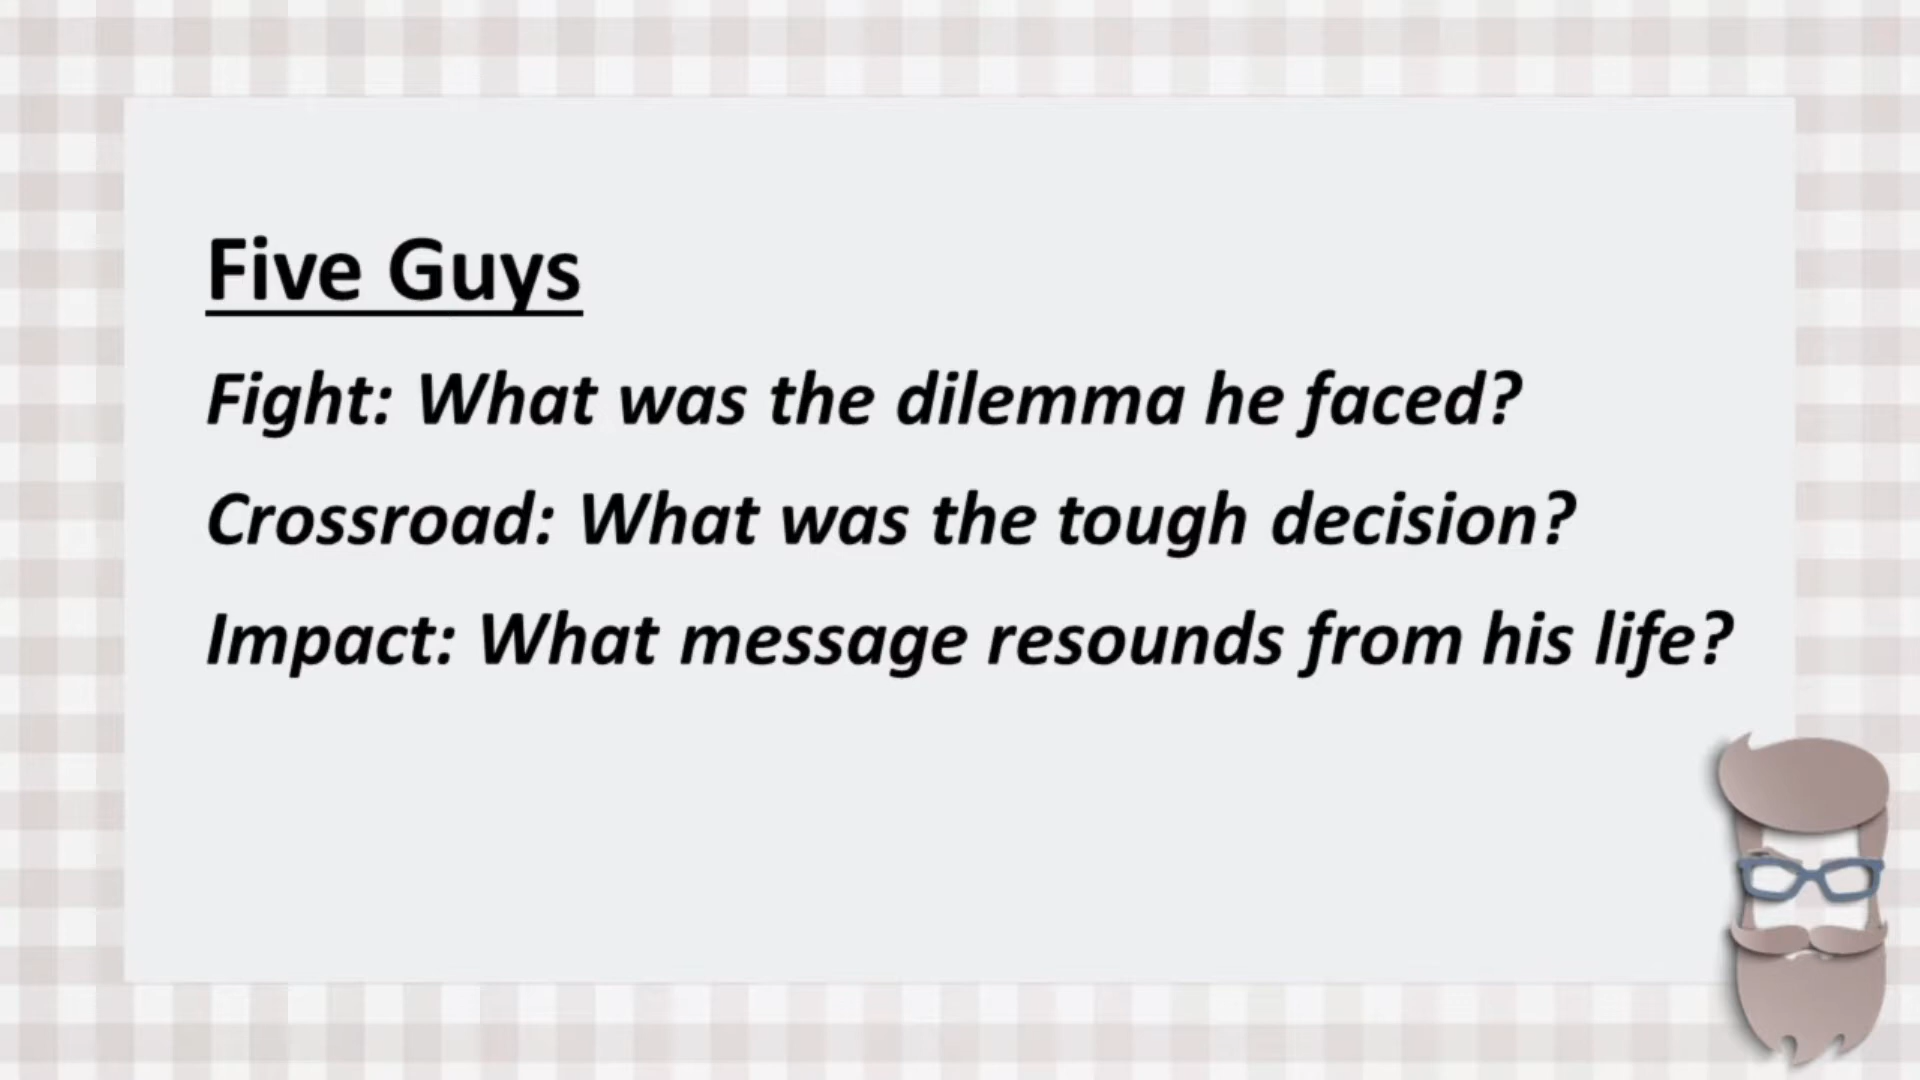 Five Guys
Fight: What was the dilemma he faced?
Crossroad: What was the tough decision?
Impact: What message resounds from his life?